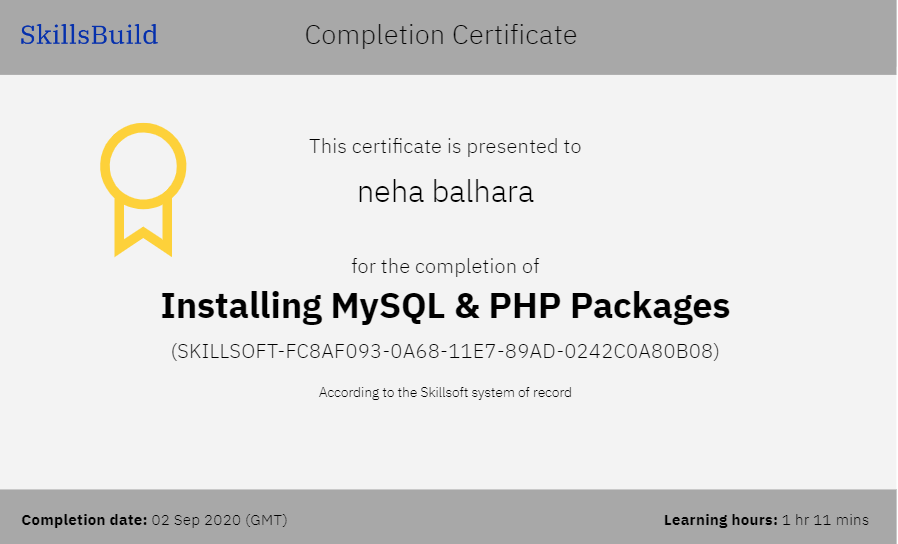 SkillsBuild
Completion Certificate
This certificate is presented to
neha balhara
for the completion of
Installing MySQL & PHP Packages
(SKILLSOFT-FC8AF093-0A68-11E7-89AD-0242C0A80B08)
According to the Skillsoft system of record
Completion date: 02 Sep 2020 (GMT)
Learning hours: 1 hr 11 mins